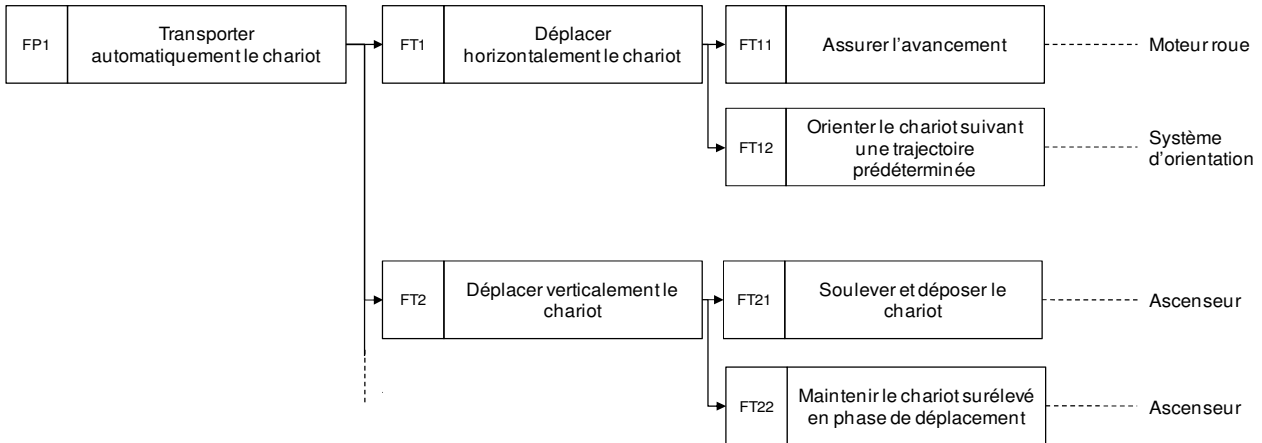 FP1
Transporter
automatiquement le chariot
FT1
Déplacer
horizontalement le chariot
FT11
Assurer l'avancement
Moteur roue
FT12
Orienter le chariot suivant
une trajectoire
prédéterminée
Système
d'orientation
FT2
Déplacer verticalement le
chariot
FT21
Soulever et déposer le
chariot
Ascenseur
FT22
Maintenir le chariot surélevé
en phase de déplacement
Ascenseur